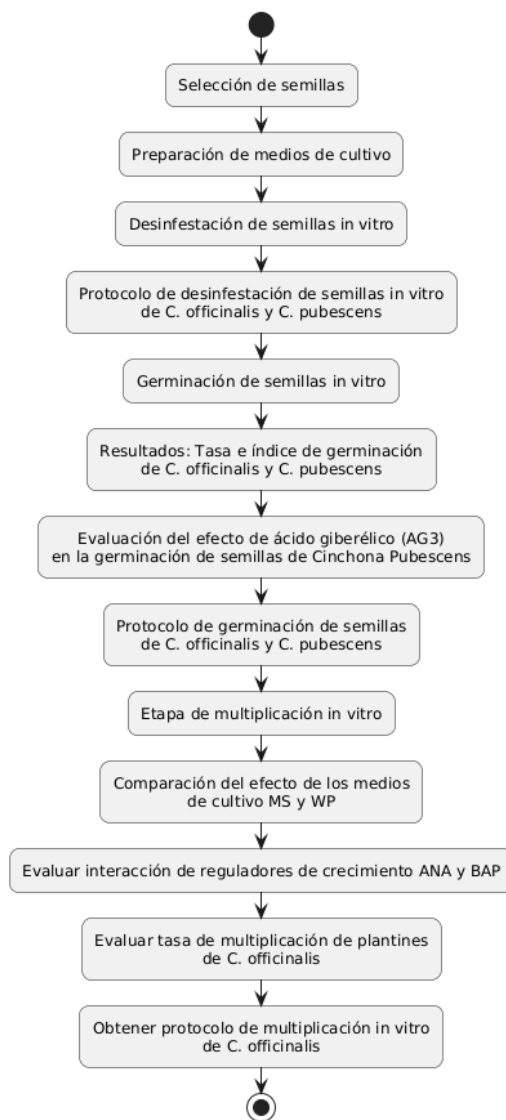 Selección de semillas
Preparación de medios de cultivo
Desinfestación de semillas in vitro
Protocolo de desinfestación de semillas in vitro
de C. officinalis y C. pubescens
Germinación de semillas in vitro
Resultados: Tasa e índice de germinación
de C. officinalis y C. pubescens
Evaluación del efecto de ácido giberélico (AG3)
en la germinación de semillas de Cinchona Pubescens
Protocolo de germinación de semillas
de C. officinalis y C. pubescens
Etapa de multiplicación in vitro
Comparación del efecto de los medios
de cultivo MS y WP
Evaluar interacción de reguladores de crecimiento ANA y BAP
Evaluar tasa de multiplicación de plantines
de C. officinalis
Obtener protocolo de multiplicación in vitro
de C. officinalis